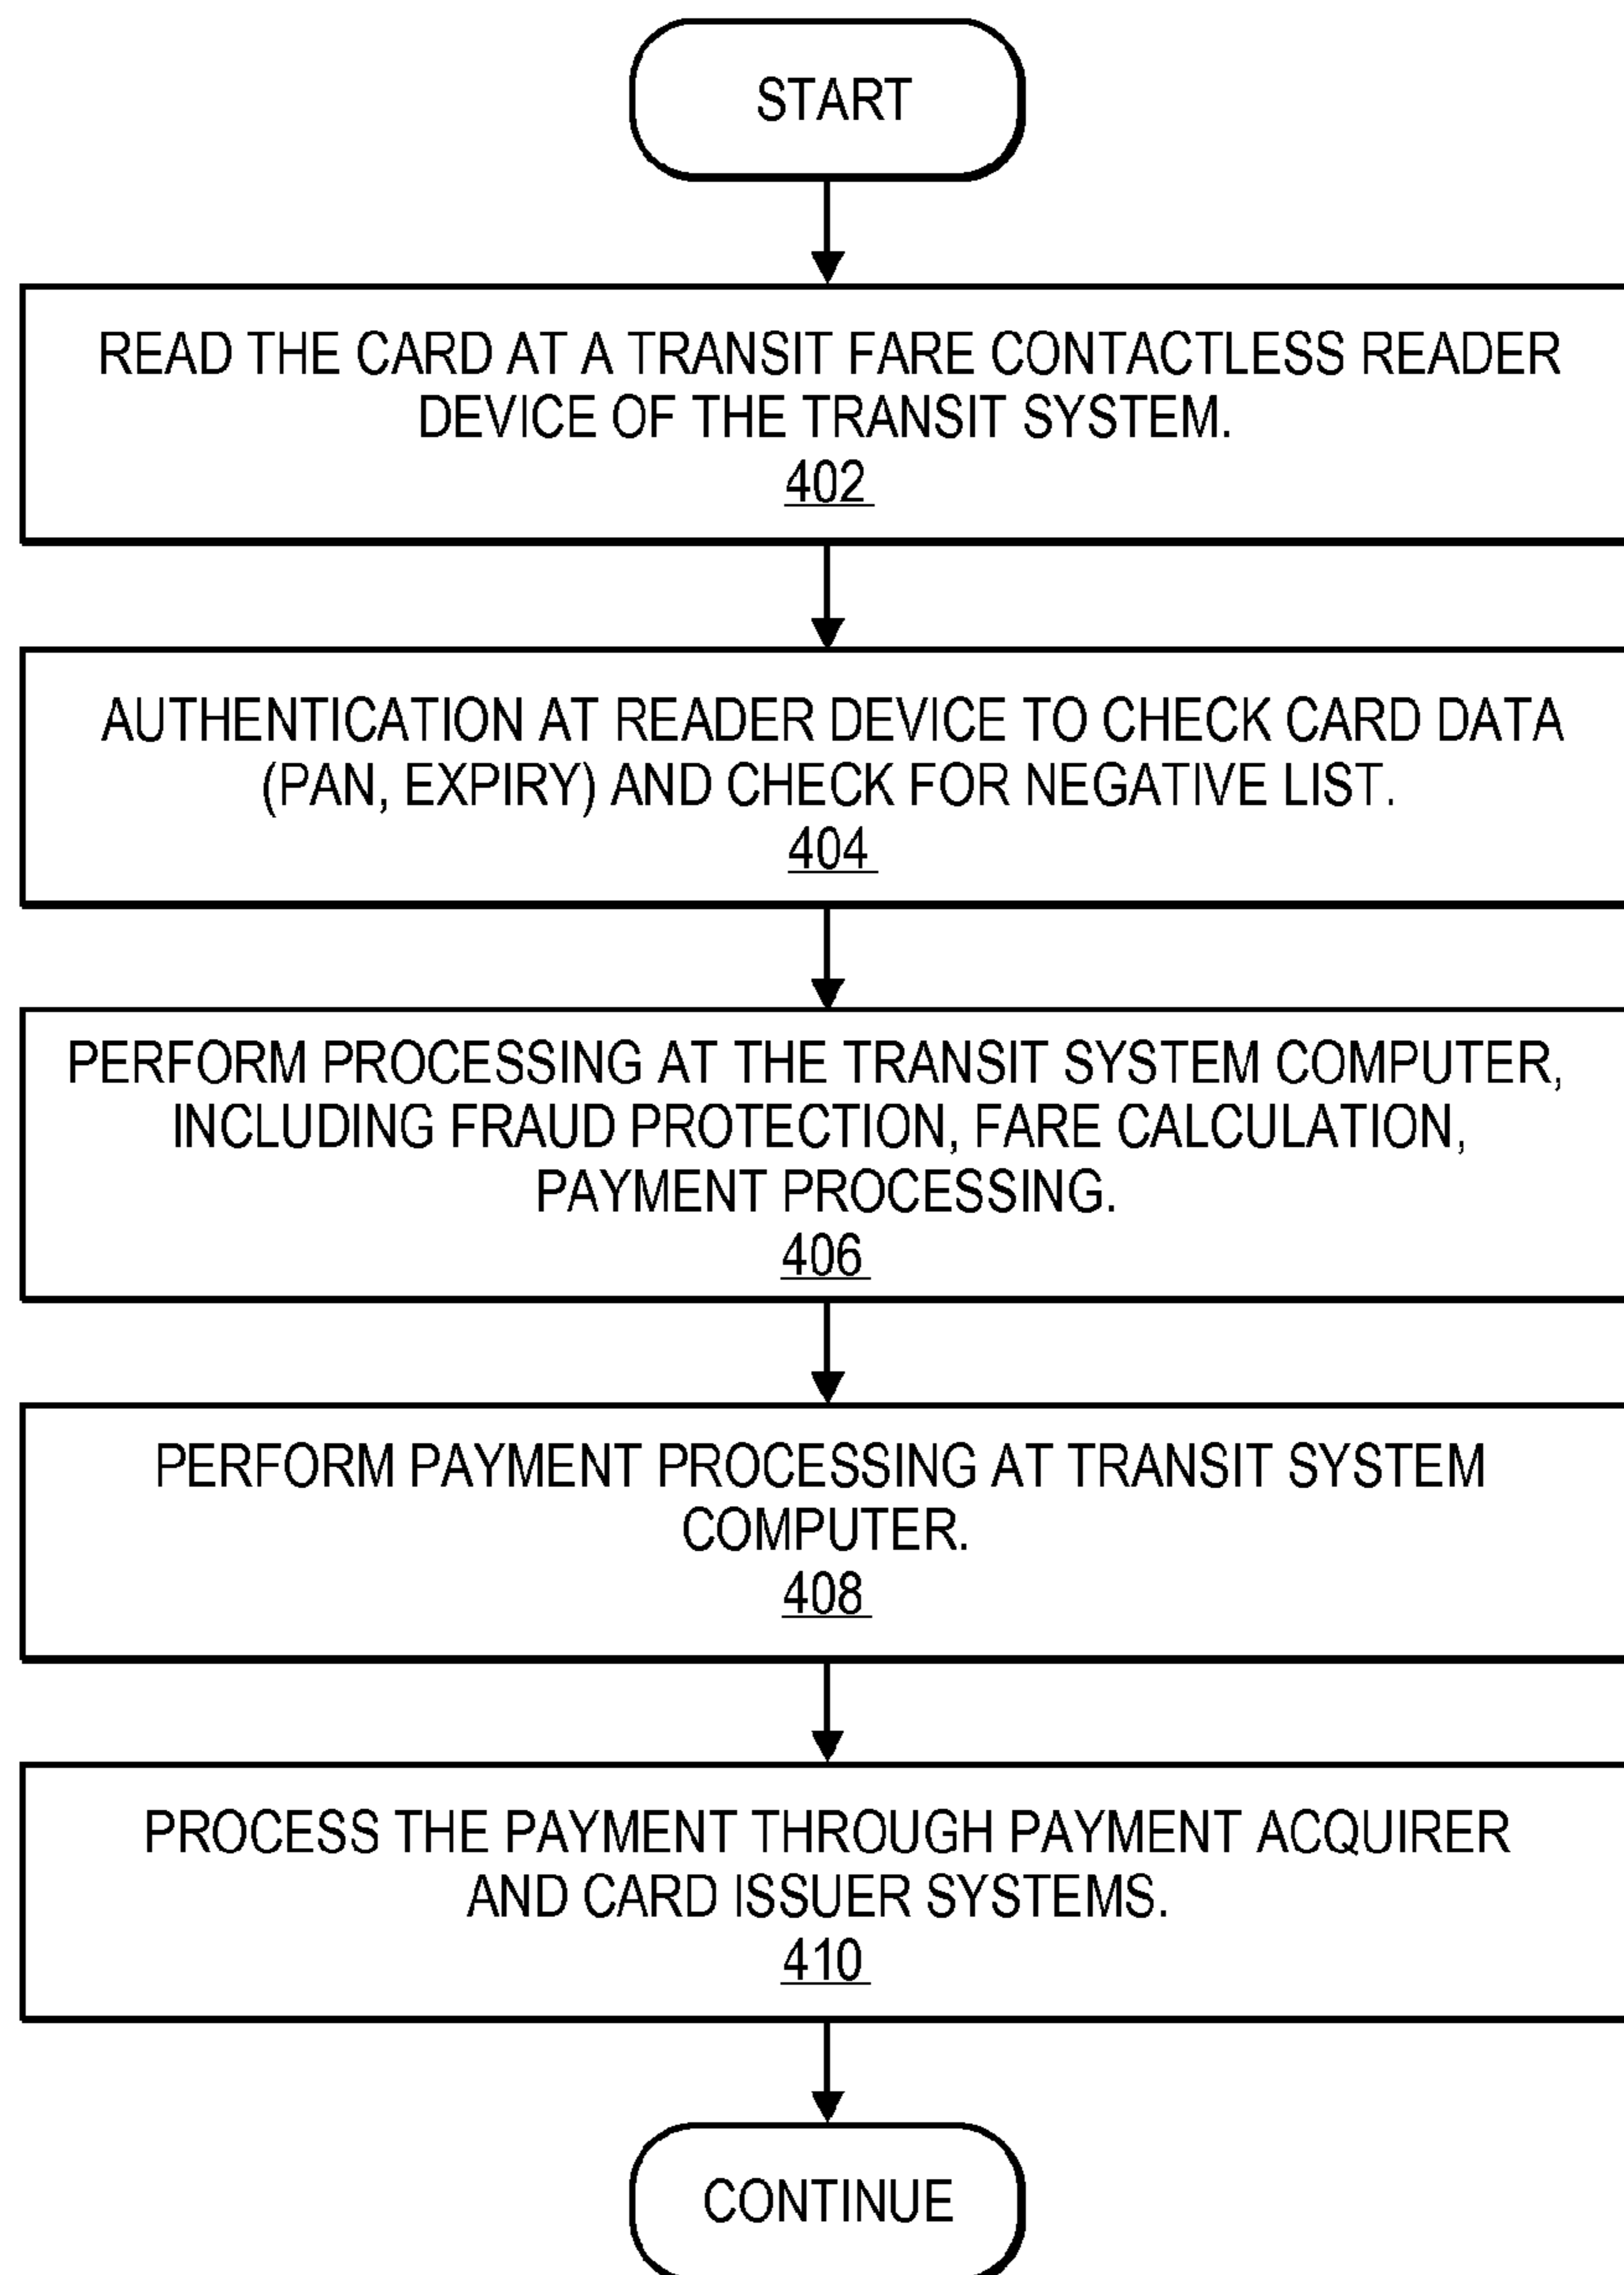 START
READ THE CARD AT A TRANSIT FARE CONTACTLESS READER
DEVICE OF THE TRANSIT SYSTEM.
402
AUTHENTICATION AT READER DEVICE TO CHECK CARD DATA
(PAN, EXPIRY) AND CHECK FOR NEGATIVE LIST.
404
PERFORM PROCESSING AT THE TRANSIT SYSTEM COMPUTER,
INCLUDING FRAUD PROTECTION, FARE CALCULATION,
PAYMENT PROCESSING.
406
PERFORM PAYMENT PROCESSING AT TRANSIT SYSTEM
COMPUTER.
408
PROCESS THE PAYMENT THROUGH PAYMENT ACQUIRER
AND CARD ISSUER SYSTEMS.
410
CONTINUE